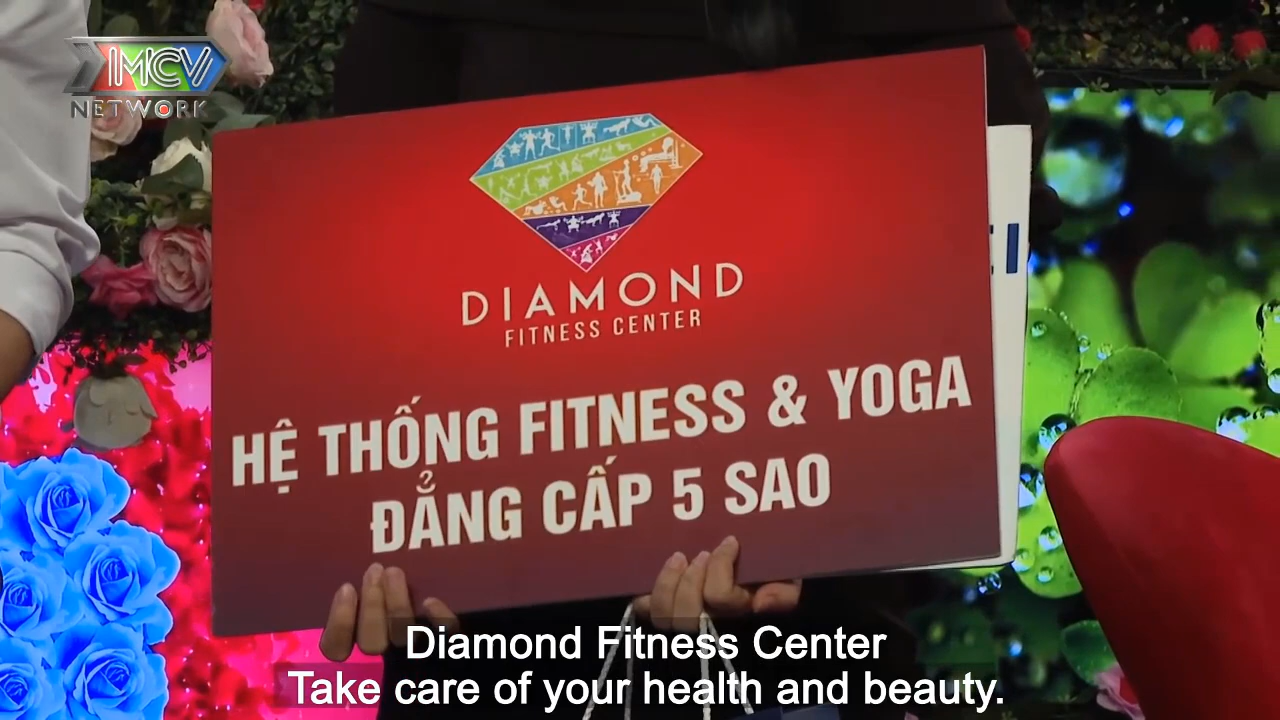 MCV
NETWORK
DIAMOND
FITNESS CENTER
HỆ THỐNG FITNESS & YOGA
ĐẲNG CẤP 5 SAO
Diamond Fitness Center
Take care of your health and beauty.